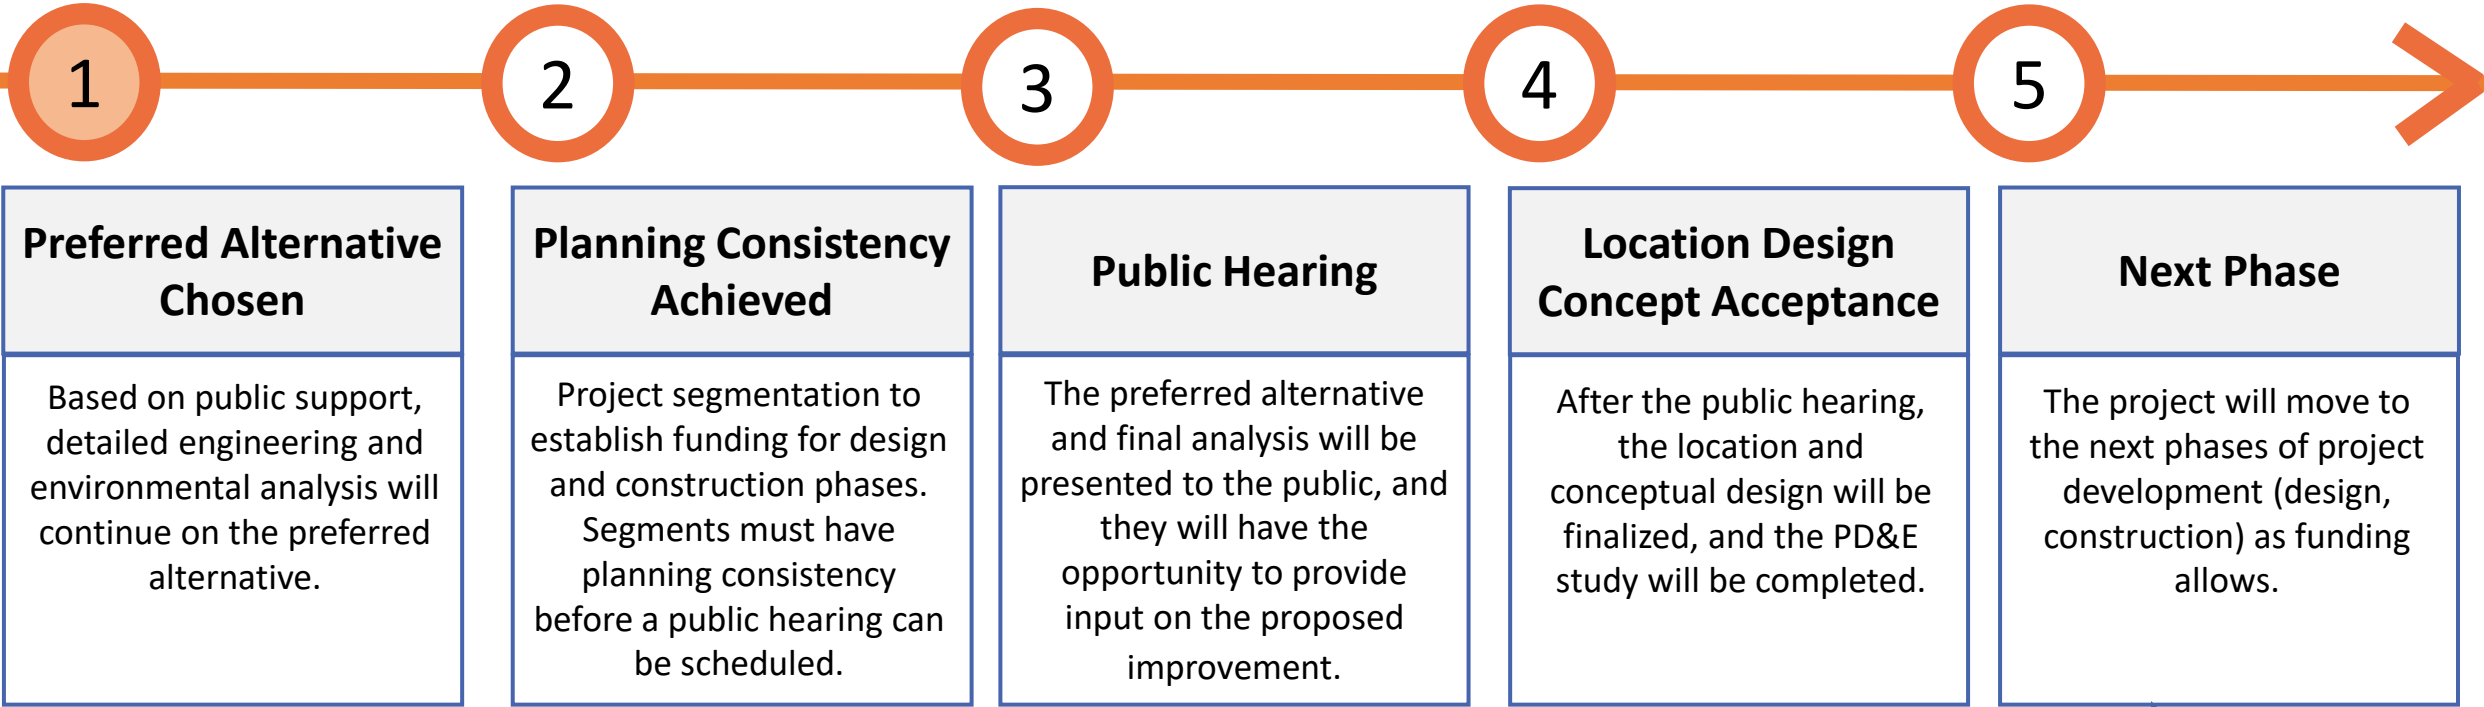 1
2
3
4
5
Preferred Alternative
Chosen
Based on public support,
detailed engineering and
environmental analysis will
continue on the preferred
alternative.
Planning Consistency
Achieved
Project segmentation to
establish funding for design
and construction phases.
Segments must have
planning consistency
before a public hearing can
be scheduled.
Public Hearing
The preferred alternative
and final analysis will be
presented to the public, and
they will have the
opportunity to provide
input on the proposed
improvement.
Location Design
Concept Acceptance
After the public hearing,
the location and
conceptual design will be
finalized, and the PD&E
study will be completed.
Next Phase
The project will move to
the next phases of project
development (design,
construction) as funding
allows.